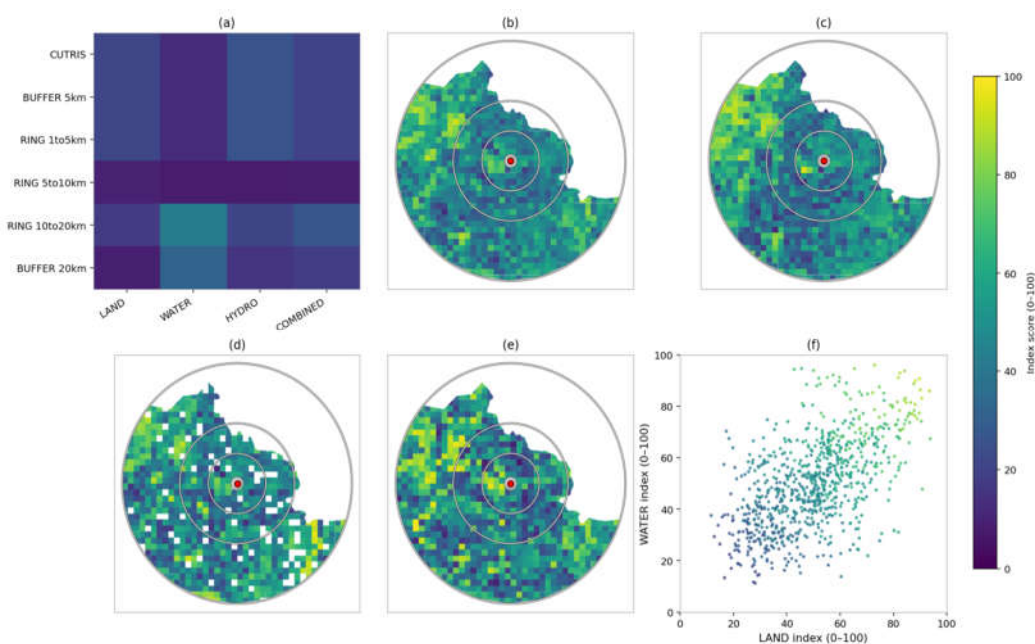 (a)
CUTRIS
BUFFER 5km
RING 1to5km
RING 5to10km
RING 10to20km
BUFFER 20km
LAND
WATER
HYDRO
COMBINED
(b)
(c)
100
80
60
40
20
0
Index score (0–100)
(d)
(e)
(f)
WATER index (0–100)
100
80
60
40
20
0
0
20
40
60
80
100
LAND index (0–100)